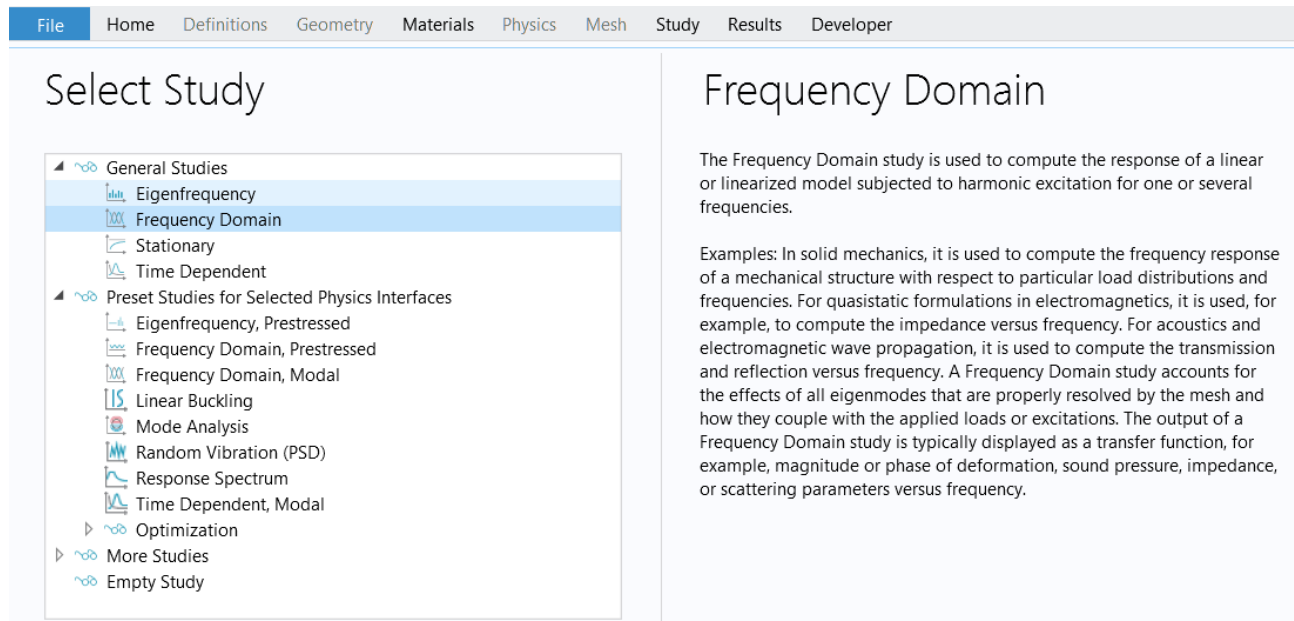 File Home Definitions Geometry Materials Physics Mesh Study Results Developer
Select Study
General Studies
Eigenfrequency
Frequency Domain
Stationary
Time Dependent
Preset Studies for Selected Physics Interfaces
Eigenfrequency, Prestressed
Frequency Domain, Prestressed
Frequency Domain, Modal
Linear Buckling
Mode Analysis
Random Vibration (PSD)
Response Spectrum
Time Dependent, Modal
Optimization
More Studies
Empty Study
Frequency Domain
The Frequency Domain study is used to compute the response of a linear
or linearized model subjected to harmonic excitation for one or several
frequencies.
Examples: In solid mechanics, it is used to compute the frequency response
of a mechanical structure with respect to particular load distributions and
frequencies. For quasistatic formulations in electromagnetics, it is used, for
example, to compute the impedance versus frequency. For acoustics and
electromagnetic wave propagation, it is used to compute the transmission
and reflection versus frequency. A Frequency Domain study accounts for
the effects of all eigenmodes that are properly resolved by the mesh and
how they couple with the applied loads or excitations. The output of a
Frequency Domain study is typically displayed as a transfer function, for
example, magnitude or phase of deformation, sound pressure, impedance,
or scattering parameters versus frequency.